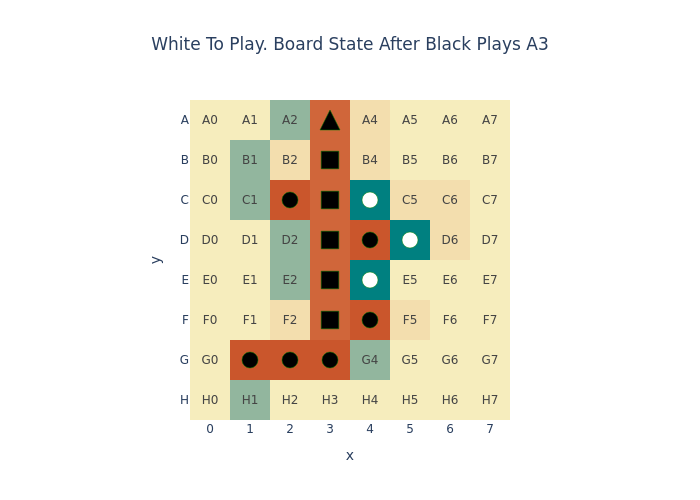 White To Play. Board State After Black Plays A3
A A0 A1 A2 A4 A5 A6 A7
B B0 B1 B2 B4 B5 B6 B7
C C0 C1 C5 C6 C7
D D0 D1 D2 D6 D7
E E0 E1 E2 E5 E6 E7
F F0 F1 F2 F5 F6 F7
G G0 G4 G5 G6 G7
H H0 H1 H2 H3 H4 H5 H6 H7
0 1 2 3 4 5 6 7
x
y